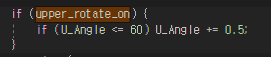 if (upper_rotate_on) {
if (U_Angle <= 60) U_Angle += 0.5;
}